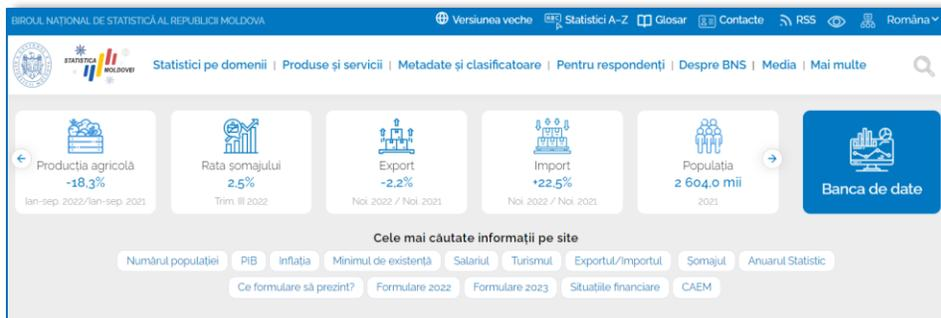 BIROUL NAȚIONAL DE STATISTICĂ AL REPUBLICII MOLDOVA
Versiunea veche
ABC
Statistici A-Z
Glosar
Contacte
RSS
Română
STATISTICA
MOLDOVEI
Statistici pe domenii | Produse și servicii | Metadate și clasificatoare | Pentru respondenți | Despre BNS | Media | Mai multe
Producția agricolă
-18,3%
Ian-sep. 2022/Ian-sep. 2021
Rata șomajului
2,5%
Trim. III 2022
Export
-2,2%
Noi. 2022 / Noi. 2021
Import
+22,5%
Noi. 2022 / Noi. 2021
Populația
2 604,0 mii
2021
Banca de date
Cele mai căutate informații pe site
Numărul populației PIB Inflația Minimul de existență Salariul Turismul Exportul/Importul Șomajul Anuarul Statistic
Ce formulare să prezint? Formulare 2022 Formulare 2023 Situațiile financiare CAEM